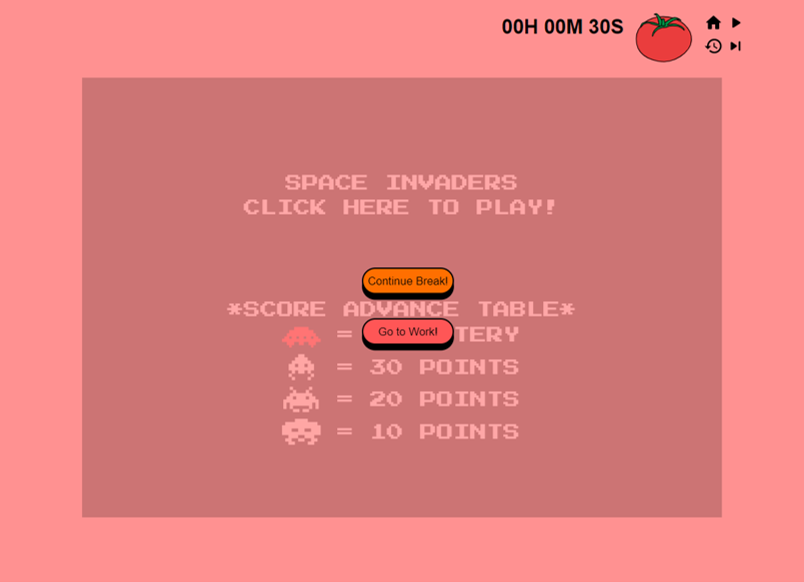 00H 00M 30S
SPACE INVADERS
CLICK HERE TO PLAY!
Continue Break!
*SCORE ADVANCE TABLE*
Go to Work!
= TERY
= 30 POINTS
= 20 POINTS
= 10 POINTS